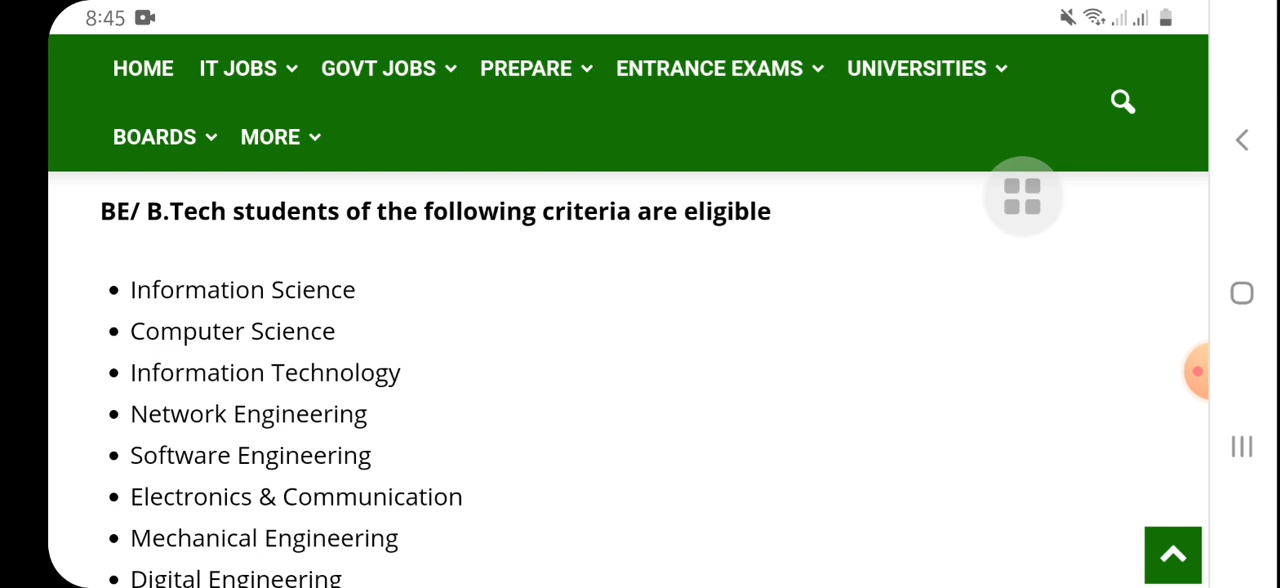 8:45
HOME IT JOBS GOVT JOBS PREPARE ENTRANCE EXAMS UNIVERSITIES
BOARDS MORE
BE/ B.Tech students of the following criteria are eligible
Information Science
Computer Science
Information Technology
Network Engineering
Software Engineering
Electronics & Communication
Mechanical Engineering
Digital Engineering